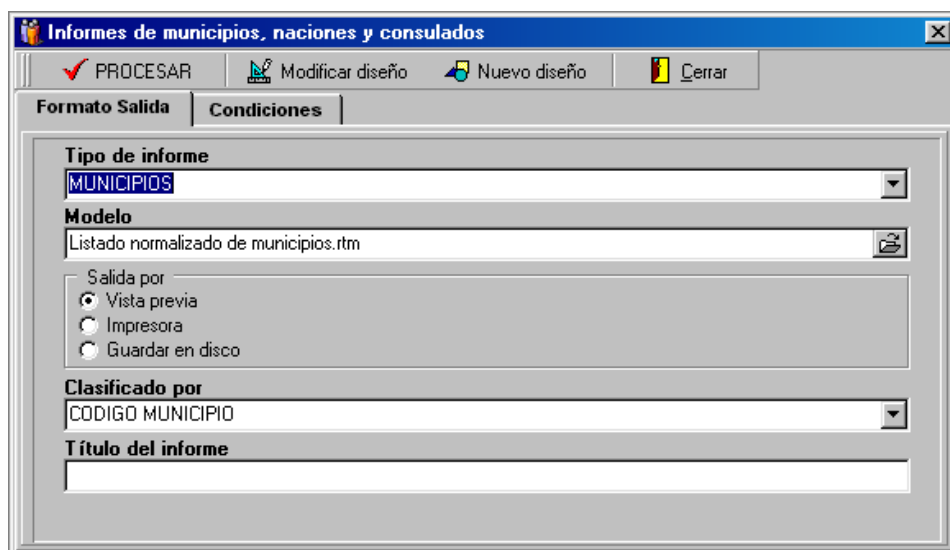 Informes de municipios, naciones y consulados
PROCESAR Modificar diseño Nuevo diseño Cerrar
Formato Salida Condiciones
Tipo de informe
MUNICIPIOS
Modelo
Listado normalizado de municipios.rtm
Salida por
Vista previa
Impresora
Guardar en disco
Clasificado por
CODIGO MUNICIPIO
Título del informe